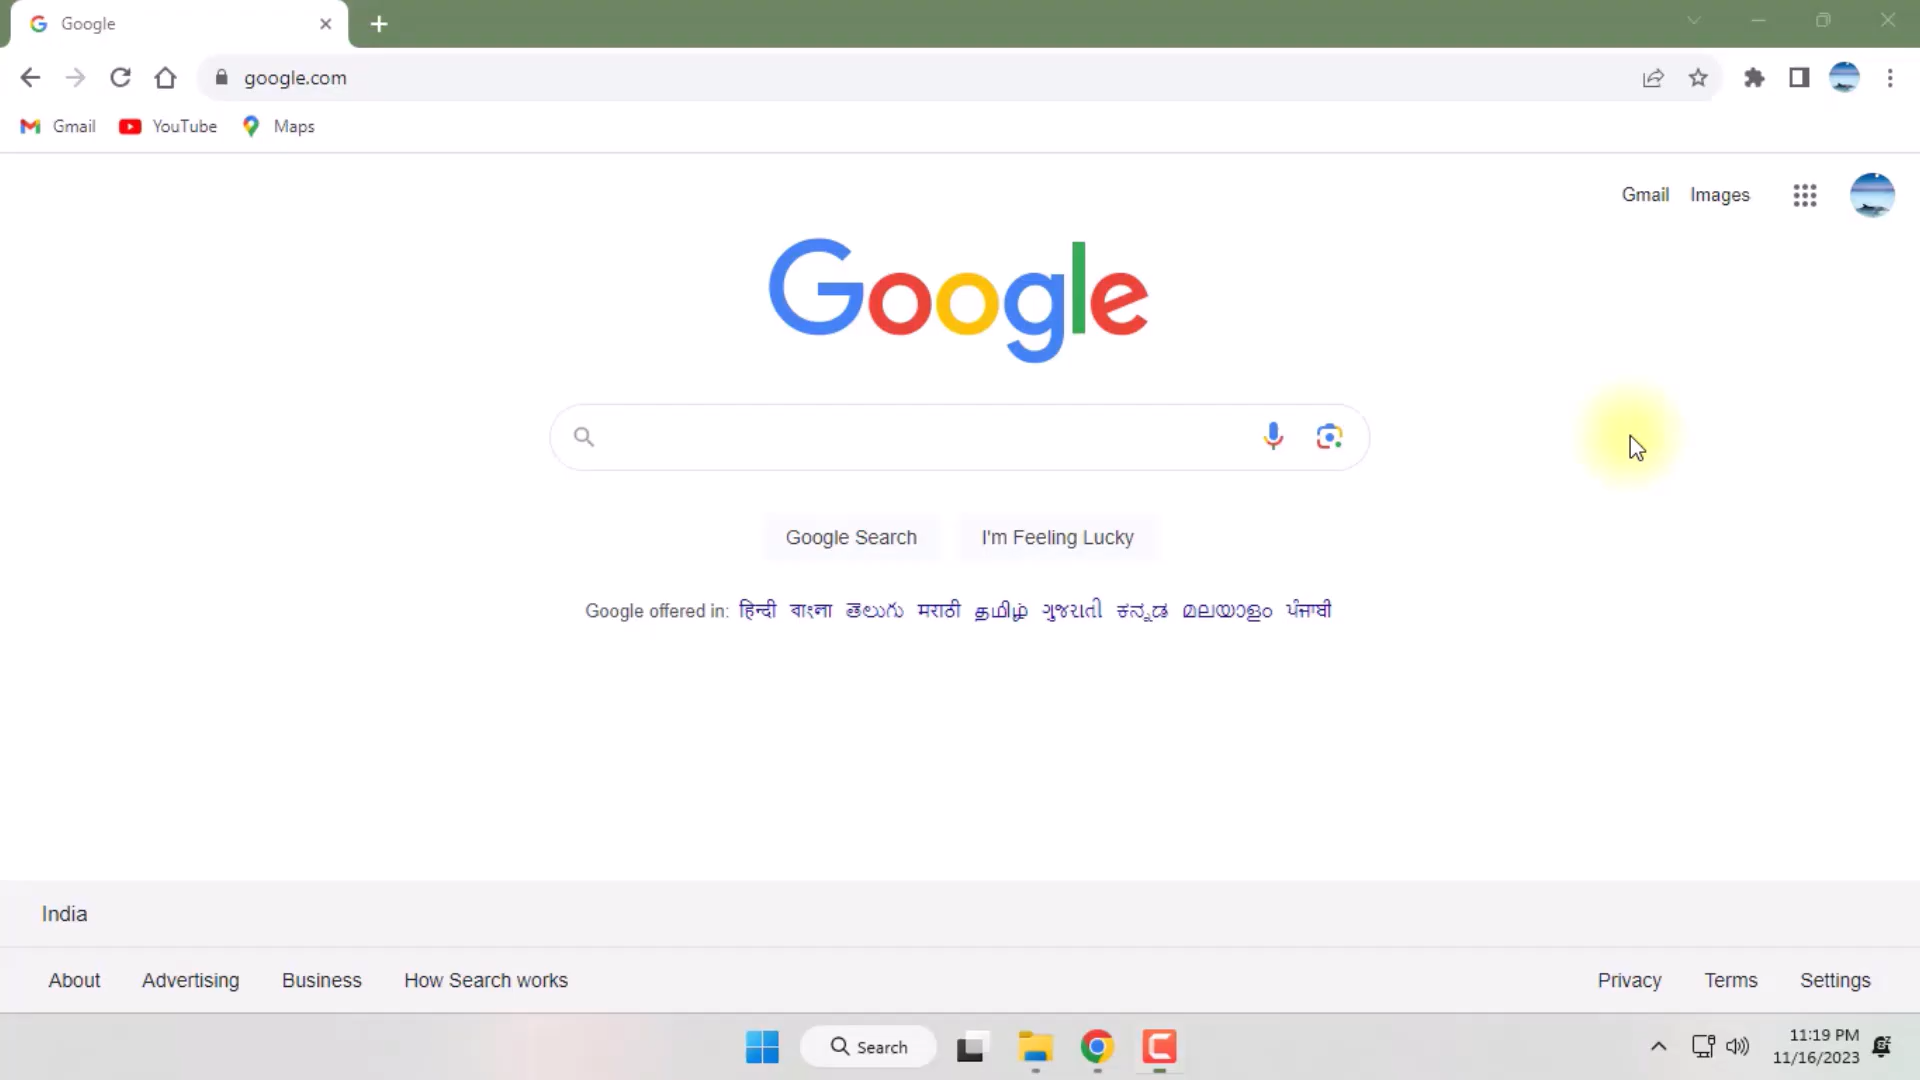 Google
google.com
Gmail YouTube Maps
Gmail Images
Google
Google Search I'm Feeling Lucky
Google offered in: हिन्दी বাংলা తెలుగు मराठी தமிழ் ગુજરાતી ಕನ್ನಡ മലയാളം ਪੰਜਾਬੀ
India
About Advertising Business How Search works Privacy Terms Settings
Search
11:19 PM
11/16/2023